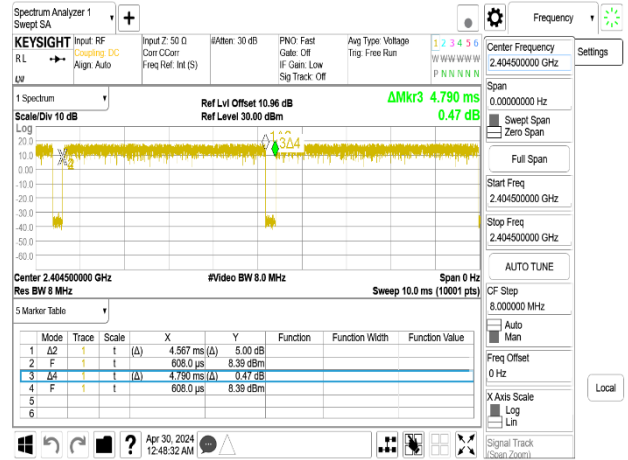 Spectrum Analyzer 1
Swept SA
Frequency
KEYSIGHT
RL
Input: RF
Coupling: DC
Align: Auto
Input Z: 50 Ω
Corr CCorr
Freq Ref: Int (S)
#Atten: 30 dB
PNO: Fast
Gate: Off
IF Gain: Low
Sig Track: Off
Avg Type: Voltage
Trig: Free Run
1 2 3 4 5 6
W W W W W W
P N N N N N
1 Spectrum
Scale/Div 10 dB
Ref Lvl Offset 10.96 dB
Ref Level 30.00 dBm
ΔMkr3 4.790 ms
0.47 dB
Log
20.0
10.0
0.00
-10.0
-20.0
-30.0
-40.0
-50.0
-60.0
3Δ4
Center 2.404500000 GHz
Res BW 8 MHz
#Video BW 8.0 MHz
Span 0 Hz
Sweep 10.0 ms (10001 pts)
5 Marker Table
Mode Trace Scale X Y Function Function Width Function Value
1 Δ2 1 t (Δ) 4.567 ms (Δ) 5.00 dB
2 F 1 t 608.0 µs 8.39 dBm
3 Δ4 1 t (Δ) 4.790 ms (Δ) 0.47 dB
4 F 1 t 608.0 µs 8.39 dBm
5
6
?
Apr 30, 2024
12:48:32 AM
Center Frequency
2.404500000 GHz
Settings
Span
0.00000000 Hz
Swept Span
Zero Span
Full Span
Start Freq
2.404500000 GHz
Stop Freq
2.404500000 GHz
AUTO TUNE
CF Step
8.000000 MHz
Auto
Man
Freq Offset
0 Hz
X Axis Scale
Log
Lin
Signal Track
(Span Zoom)
Local